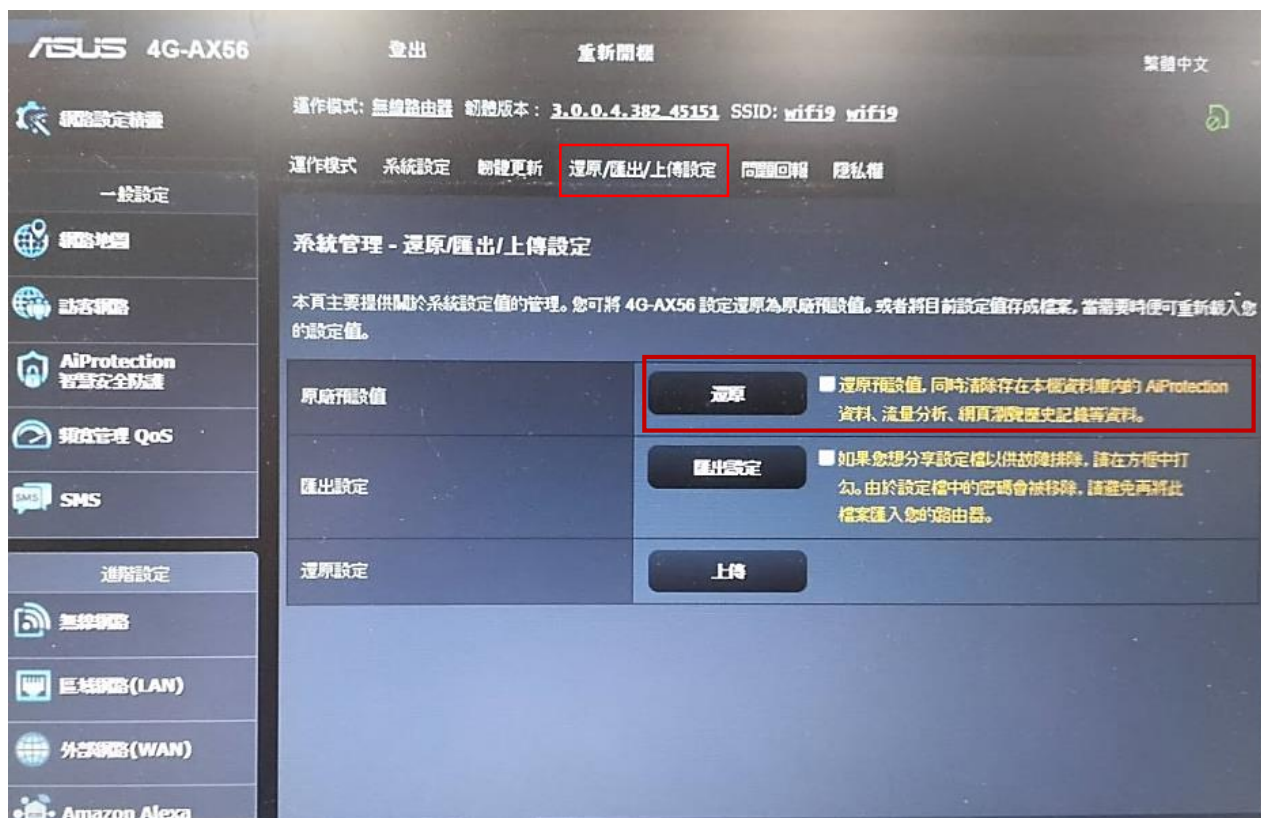 ASUS 4G-AX56 登出 重新開機 繁體中文
網路設定精靈
運作模式: 無線路由器 韌體版本: 3.0.0.4.382_45151 SSID: wifi9 wifi9
運作模式 系統設定 韌體更新 還原/匯出/上傳設定 問題回報 隱私權
一般設定
網路地圖
訪客網路
AiProtection
智慧安全防護
頻寬管理 QoS
SMS
SMS
進階設定
無線網路
區域網路(LAN)
外部網路(WAN)
Amazon Alexa
系統管理 - 還原/匯出/上傳設定
本頁主要提供關於系統設定值的管理。您可將 4G-AX56 設定還原為原廠預設值。或者將目前設定值存成檔案, 當需要時便可重新載入您
的設定值。
原廠預設值 還原 還原預設值, 同時清除存在本機資料庫內的 AiProtection
資料、流量分析、網頁瀏覽歷史記錄等資料。
匯出設定 匯出設定 如果您想分享設定檔以供故障排除, 請在方框中打
勾。由於設定檔中的密碼會被移除, 請避免再將此
檔案匯入您的路由器。
還原設定 上傳